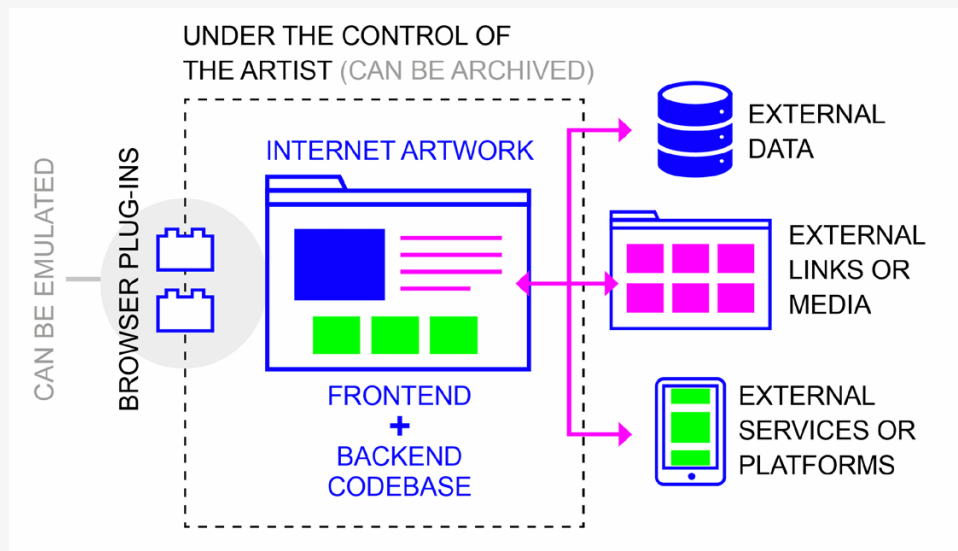 UNDER THE CONTROL OF
THE ARTIST (CAN BE ARCHIVED)
CAN BE EMULATED
BROWSER PLUG-INS
INTERNET ARTWORK
FRONTEND
+
BACKEND
CODEBASE
EXTERNAL
DATA
EXTERNAL
LINKS OR
MEDIA
EXTERNAL
SERVICES OR
PLATFORMS